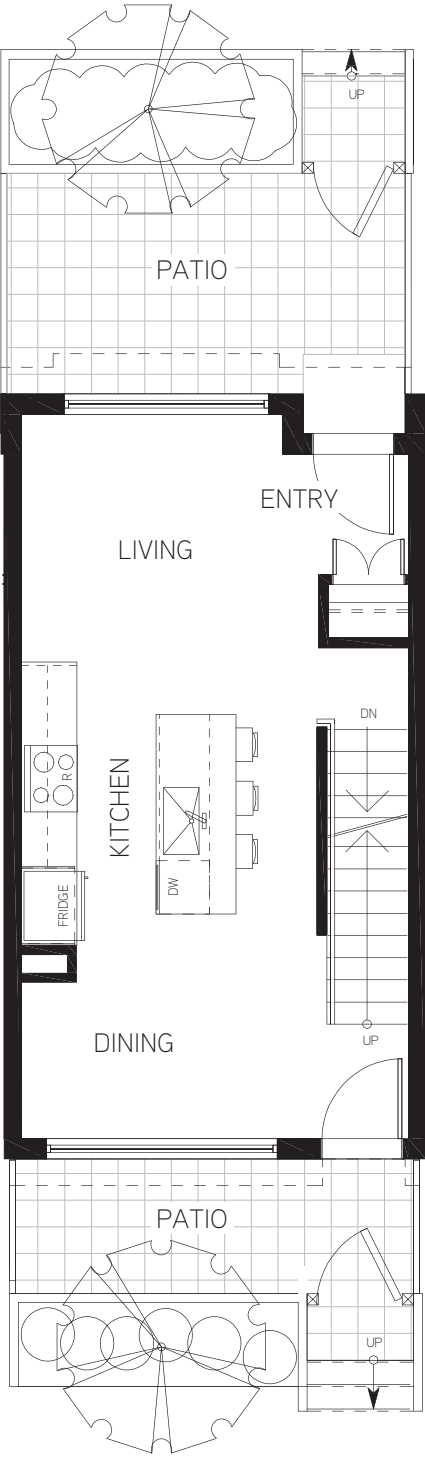 UP
PATIO
ENTRY
LIVING
DN
R
KITCHEN
DW
FRIDGE
DINING
UP
PATIO
UP